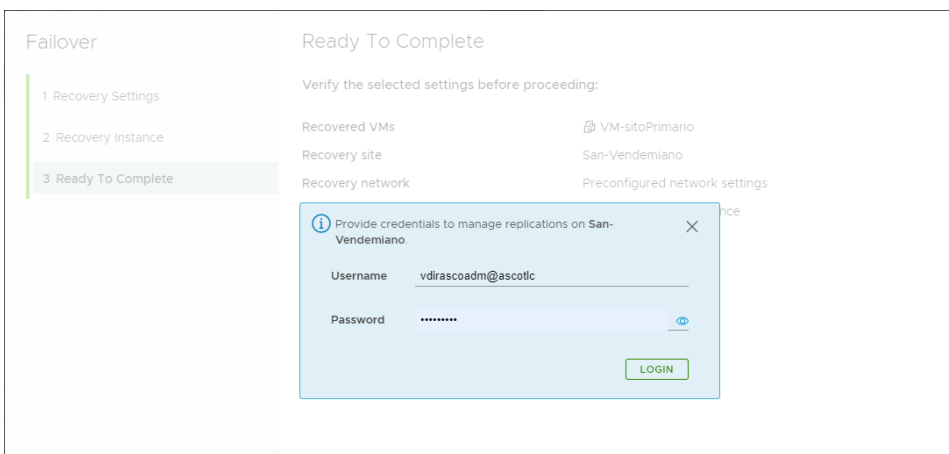 Failover
1 Recovery Settings
2 Recovery Instance
3 Ready To Complete
Ready To Complete
Verify the selected settings before proceeding:
Recovered VMs VM-sitoPrimario
Recovery site San-Vendemiano
Recovery network Preconfigured network settings
Provide credentials to manage replications on San-
Vendemiano.
Username vdirascoadm@ascotlc
Password •••••••••
LOGIN